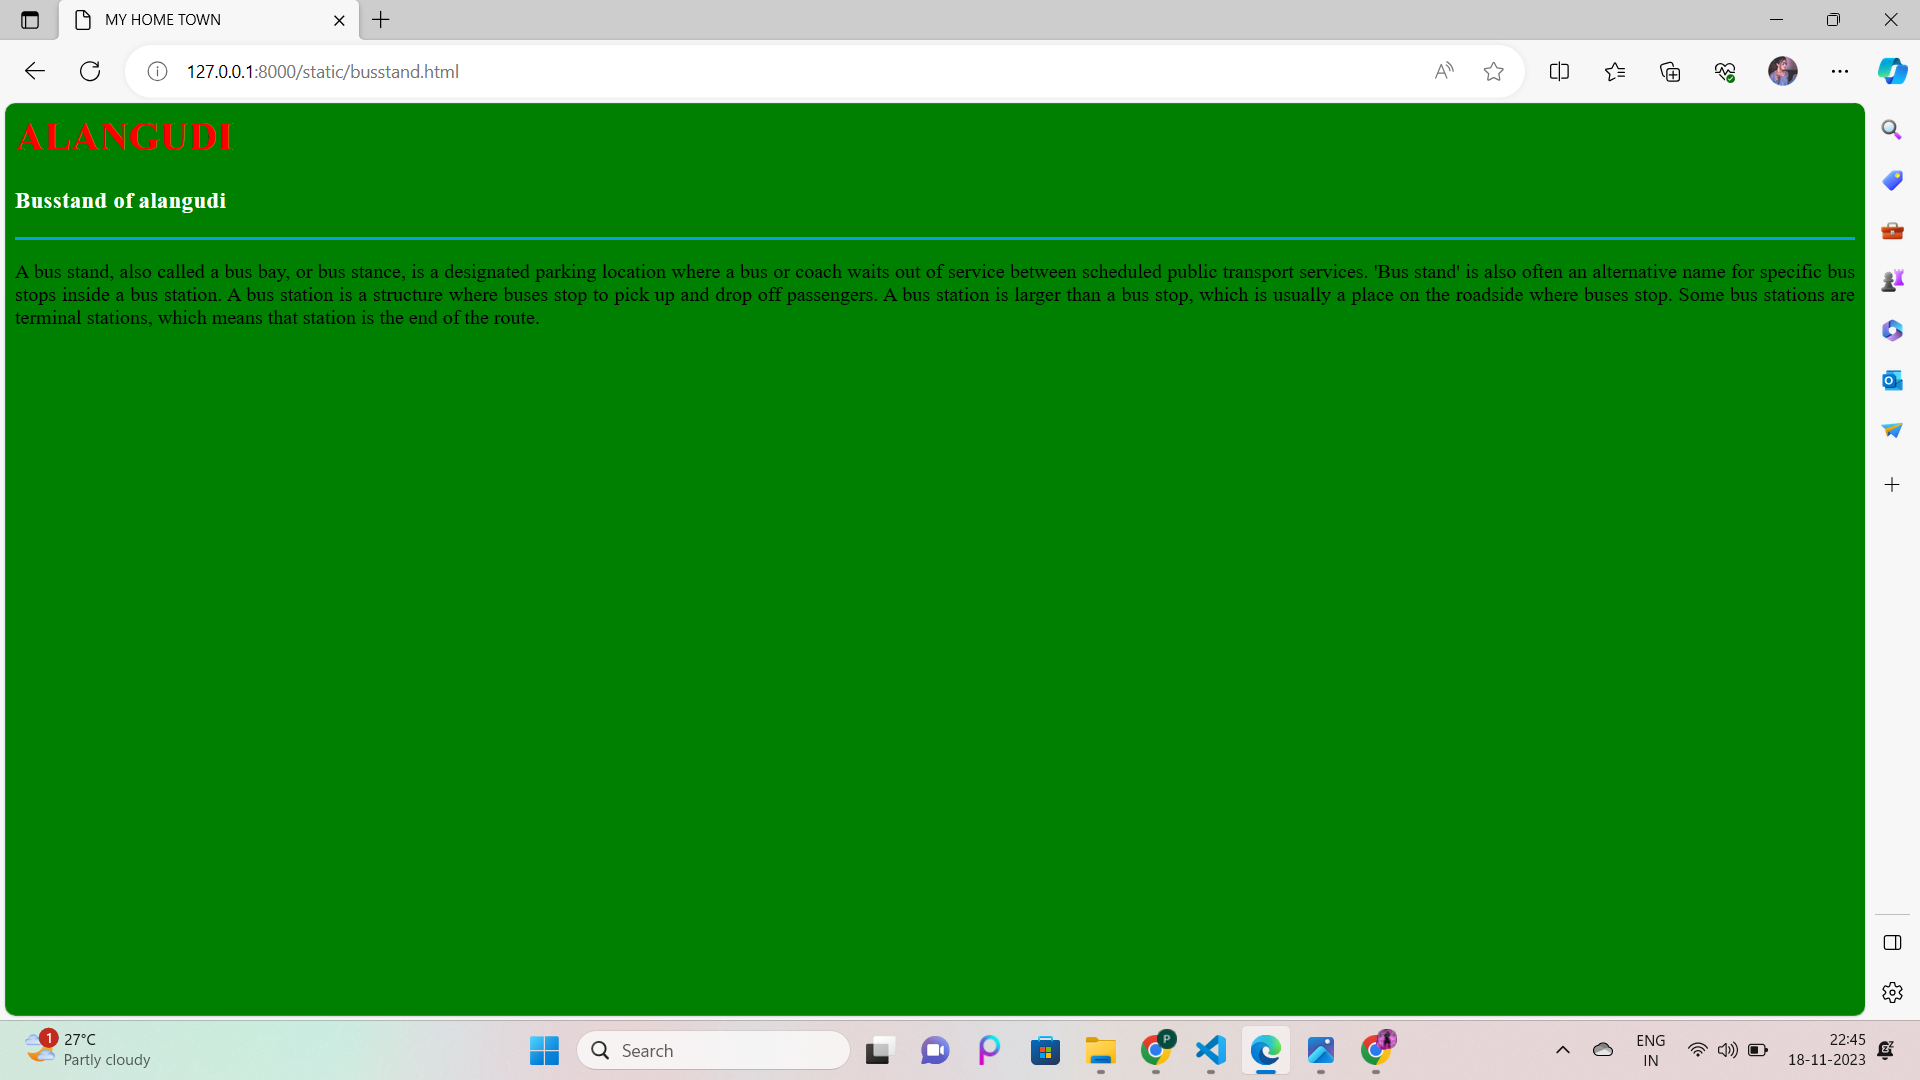 MY HOME TOWN
127.0.0.1:8000/static/busstand.html
ALANGUDI
Busstand of alangudi
A bus stand, also called a bus bay, or bus stance, is a designated parking location where a bus or coach waits out of service between scheduled public transport services. 'Bus stand' is also often an alternative name for specific bus
stops inside a bus station. A bus station is a structure where buses stop to pick up and drop off passengers. A bus station is larger than a bus stop, which is usually a place on the roadside where buses stop. Some bus stations are
terminal stations, which means that station is the end of the route.
1
27°C
Partly cloudy
Search
P
ENG
IN
22:45
18-11-2023